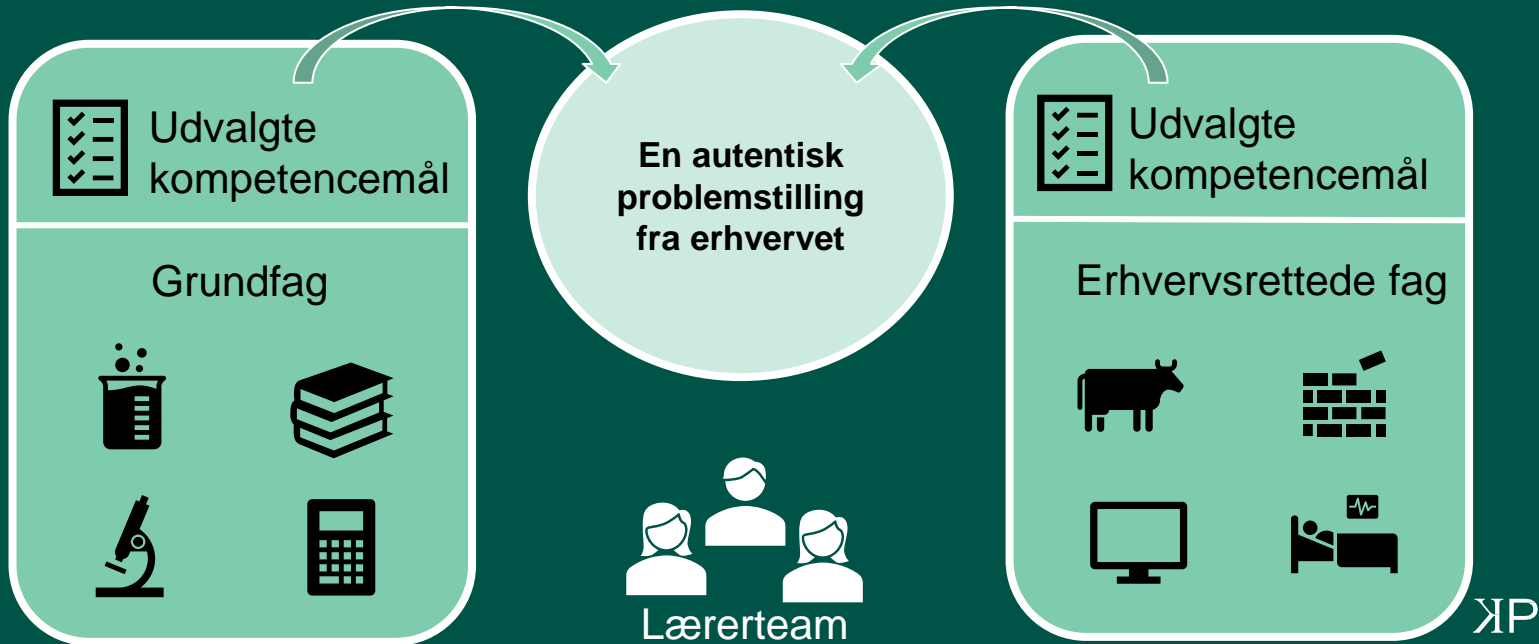 Udvalgte
kompetencemål
Grundfag
En autentisk
problemstilling
fra erhvervet
Lærerteam
Udvalgte
kompetencemål
Erhvervsrettede fag
KP